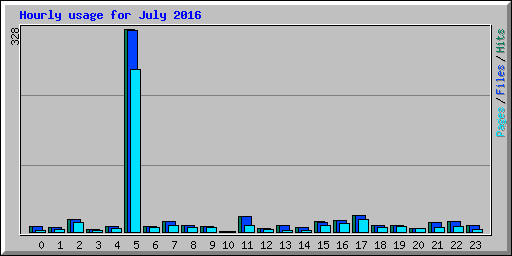 Hourly usage for July 2016
328
Pages/Files/Hits
0 1 2 3 4 5 6 7 8 9 10 11 12 13 14 15 16 17 18 19 20 21 22 23